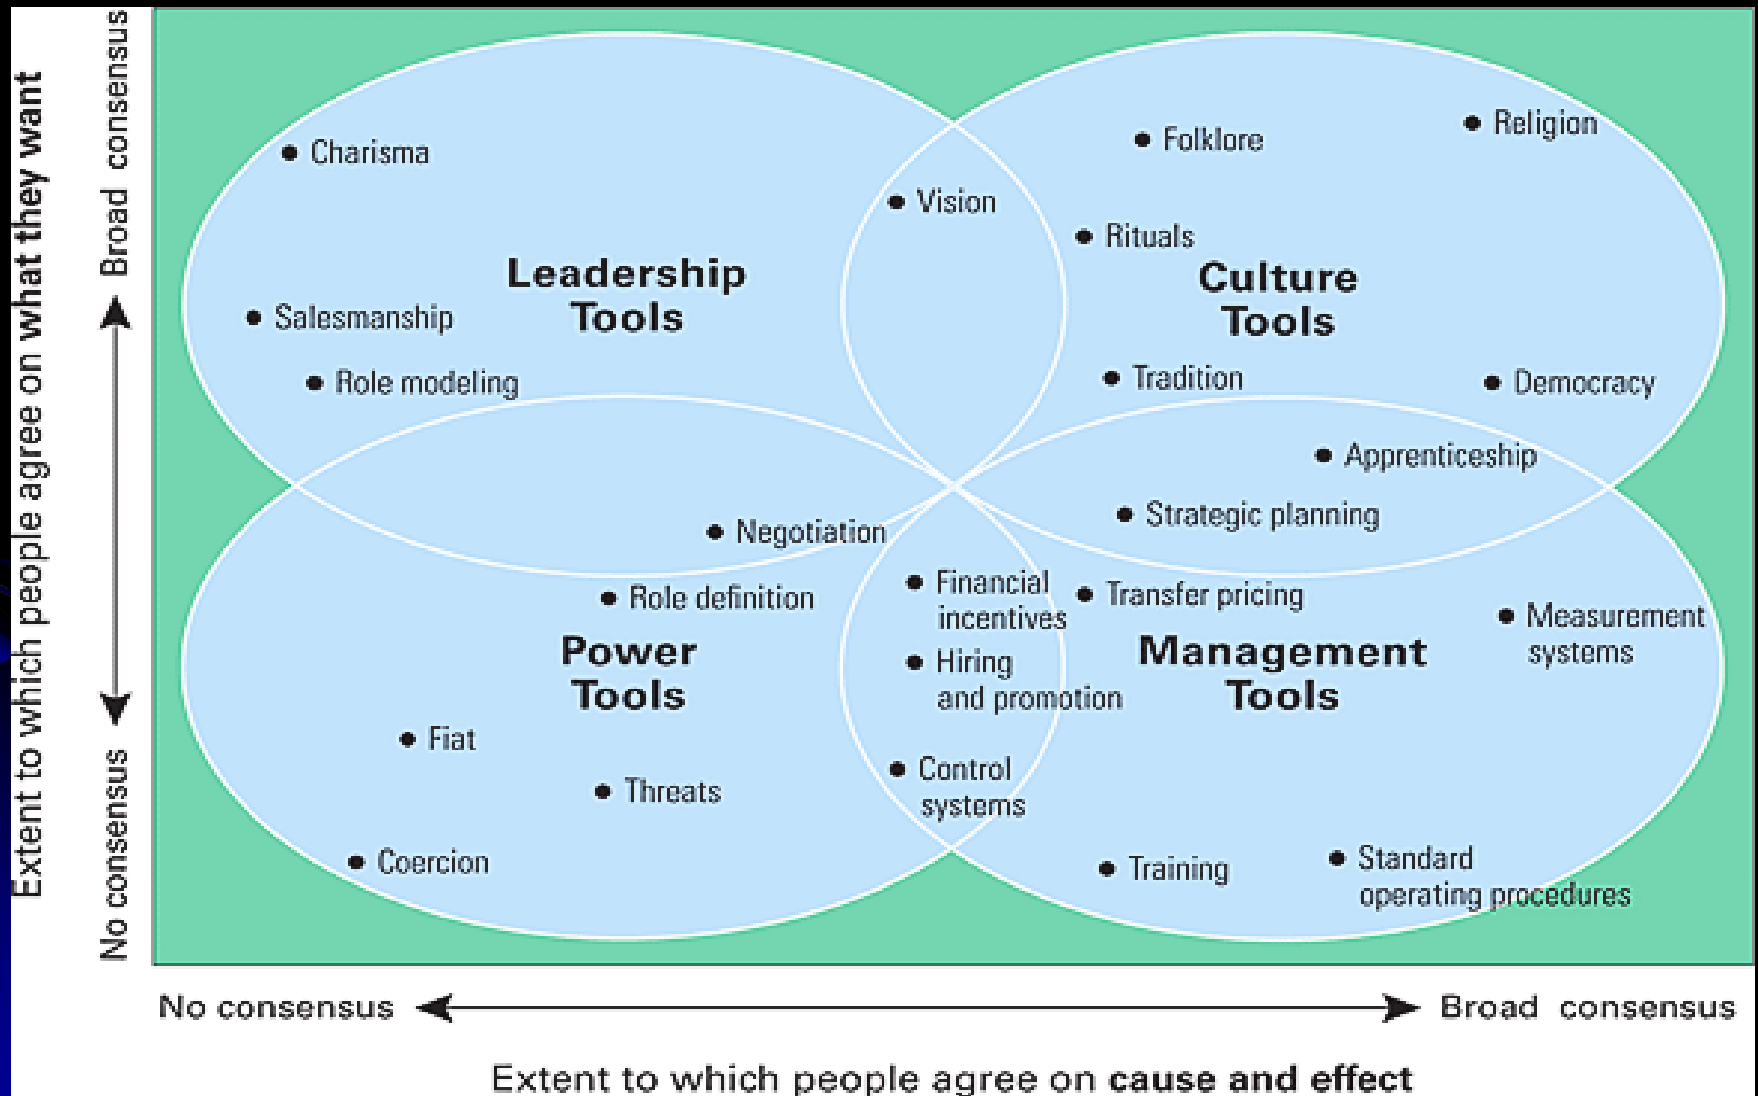 Extent to which people agree on what they want
Broad consensus
No consensus
Charisma
Salesmanship
Role modeling
Leadership
Tools
Vision
Folklore
Religion
Rituals
Culture
Tools
Tradition
Democracy
Apprenticeship
Strategic planning
Negotiation
Role definition
Power
Tools
Fiat
Threats
Coercion
Financial
incentives
Hiring
and promotion
Control
systems
Transfer pricing
Measurement
systems
Management
Tools
Training
Standard
operating procedures
No consensus
Broad consensus
Extent to which people agree on cause and effect